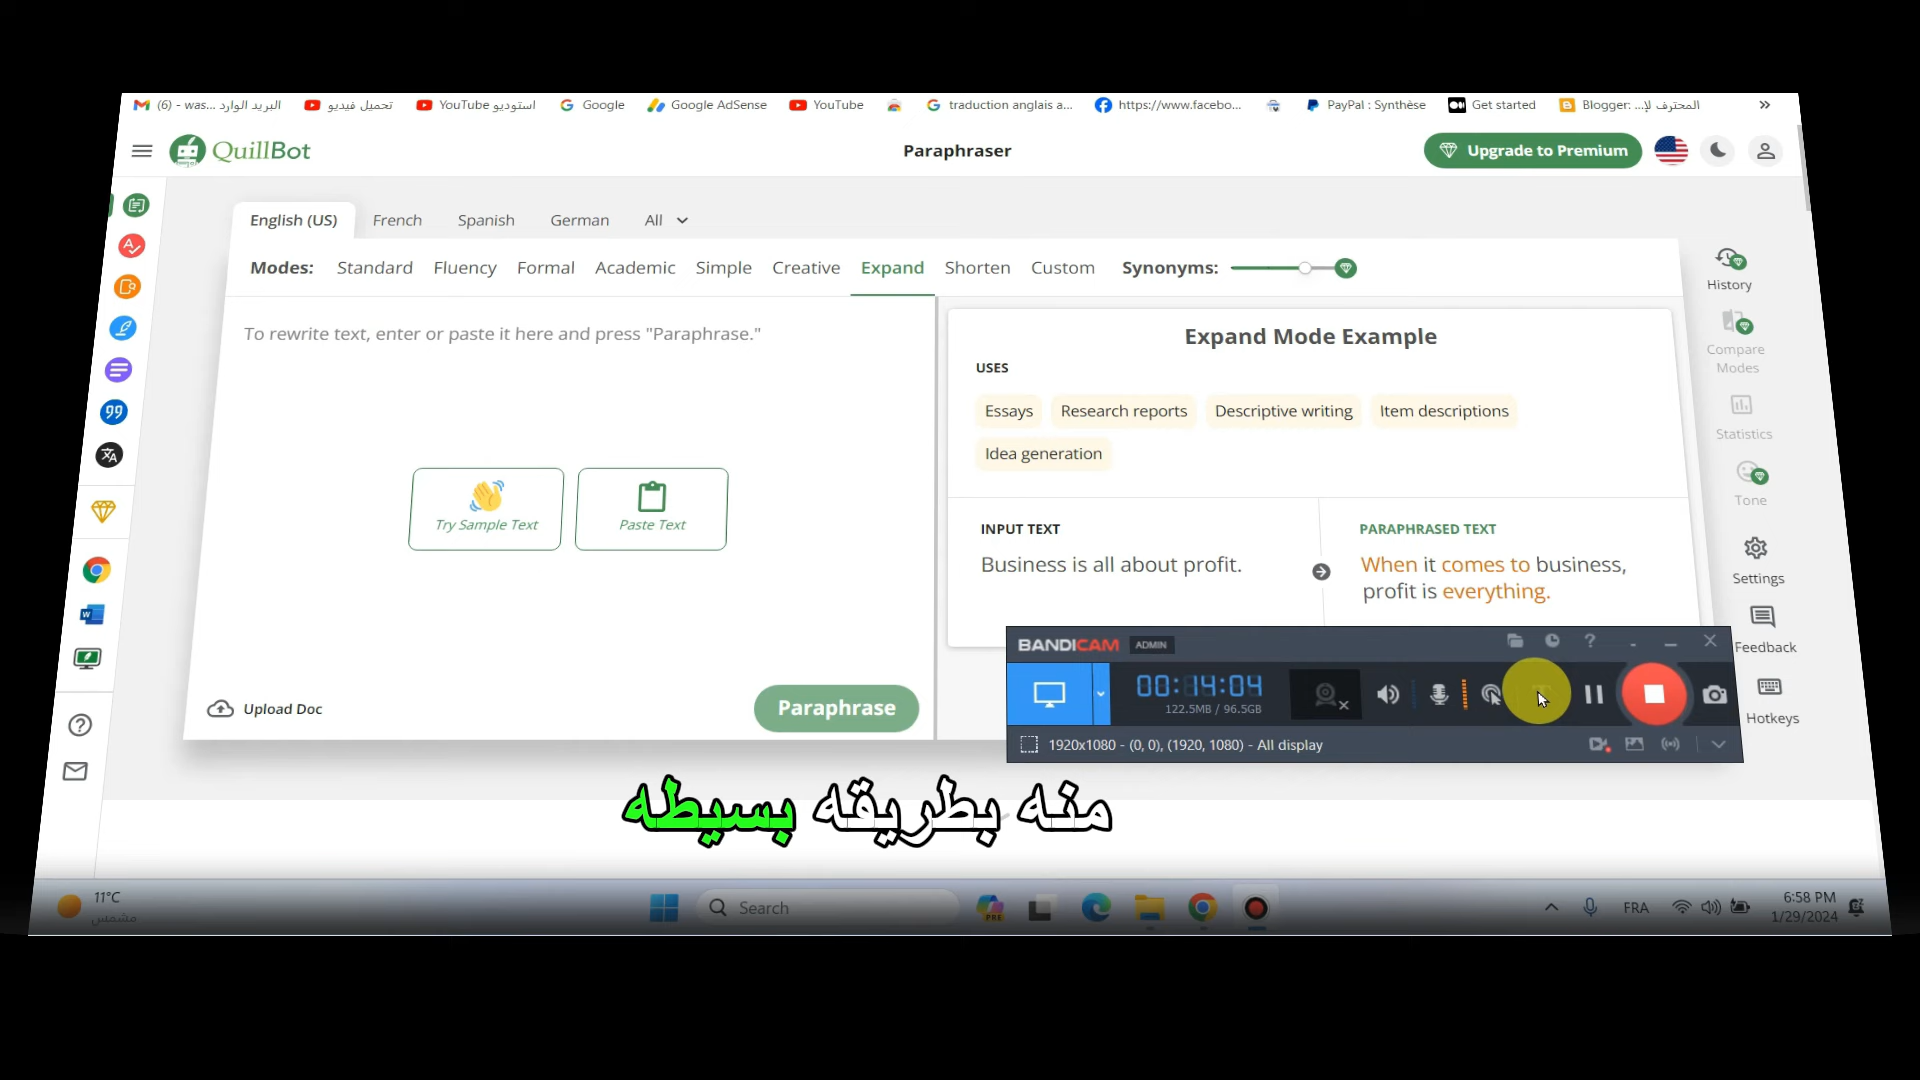 (6) - was... البريد الوارد
تحميل فيديو
استوديو YouTube
Google
Google AdSense
YouTube
traduction anglais a...
https://www.facebo...
PayPal : Synthèse
Get started
Blogger: ...المحترف لإ
»
QuillBot
Paraphraser
Upgrade to Premium
English (US)
French
Spanish
German
All
Modes:
Standard
Fluency
Formal
Academic
Simple
Creative
Expand
Shorten
Custom
Synonyms:
To rewrite text, enter or paste it here and press "Paraphrase."
Try Sample Text
Paste Text
Upload Doc
Paraphrase
Expand Mode Example
USES
Essays
Research reports
Descriptive writing
Item descriptions
Idea generation
INPUT TEXT
Business is all about profit.
PARAPHRASED TEXT
When it comes to business,
profit is everything.
History
Compare
Modes
Statistics
Tone
Settings
Feedback
Hotkeys
BANDICAM
ADMIN
00:14:04
122.5MB / 96.5GB
1920x1080 - (0, 0), (1920, 1080) - All display
منه بطريقه بسيطه
11°C
مشمس
Search
PRE
FRA
6:58 PM
1/29/2024